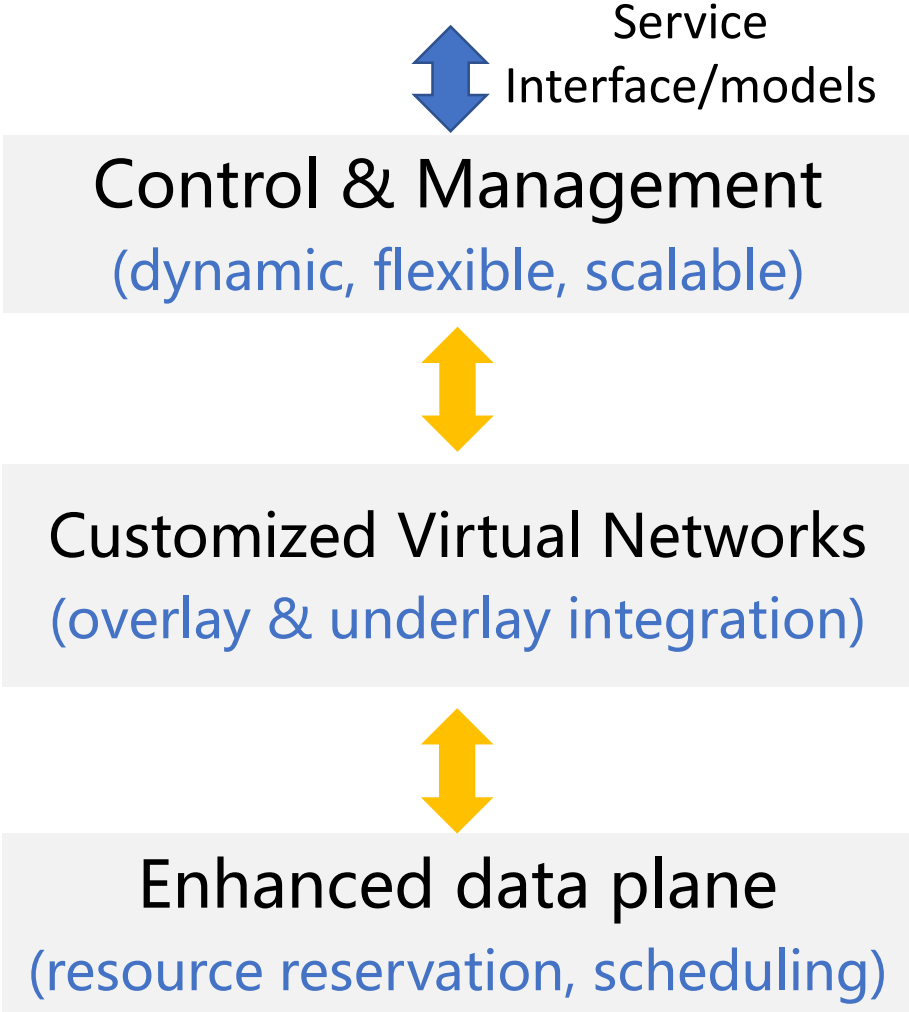 Service
Interface/models
Control & Management
(dynamic, flexible, scalable)
Customized Virtual Networks
(overlay & underlay integration)
Enhanced data plane
(resource reservation, scheduling)